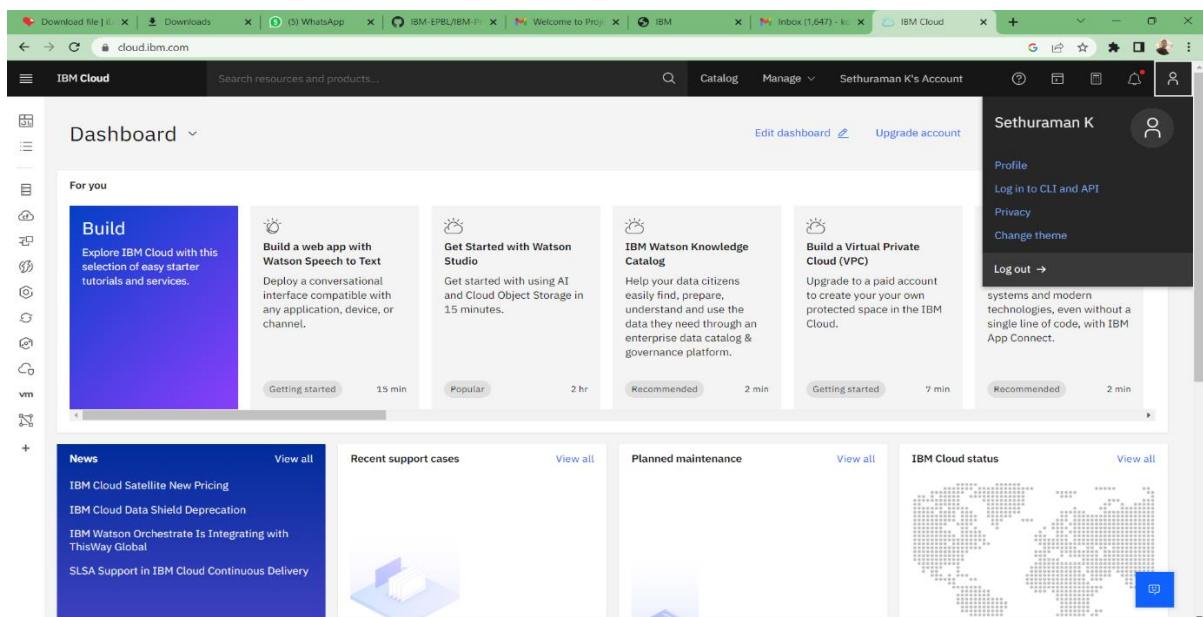 Download file | iL
Downloads
(5) WhatsApp
IBM-EPBL/IBM-Pr
Welcome to Proj
IBM
Inbox (1,647) - k
IBM Cloud
cloud.ibm.com
IBM Cloud
Search resources and products...
Catalog
Manage
Sethuraman K's Account
Dashboard
Edit dashboard
Upgrade account
Sethuraman K
Profile
Log in to CLI and API
Privacy
Change theme
Log out →
For you
Build
Explore IBM Cloud with this
selection of easy starter
tutorials and services.
Build a web app with
Watson Speech to Text
Deploy a conversational
interface compatible with
any application, device, or
channel.
Getting started 15 min
Get Started with Watson
Studio
Get started with using AI
and Cloud Object Storage in
15 minutes.
Popular 2 hr
IBM Watson Knowledge
Catalog
Help your data citizens
easily find, prepare,
understand and use the
data they need through an
enterprise data catalog &
governance platform.
Recommended 2 min
Build a Virtual Private
Cloud (VPC)
Upgrade to a paid account
to create your your own
protected space in the IBM
Cloud.
Getting started 7 min
systems and modern
technologies, even without a
single line of code, with IBM
App Connect.
Recommended 2 min
vm
News View all
IBM Cloud Satellite New Pricing
IBM Cloud Data Shield Deprecation
IBM Watson Orchestrate Is Integrating with
ThisWay Global
SLSA Support in IBM Cloud Continuous Delivery
Recent support cases View all
Planned maintenance View all
IBM Cloud status View all